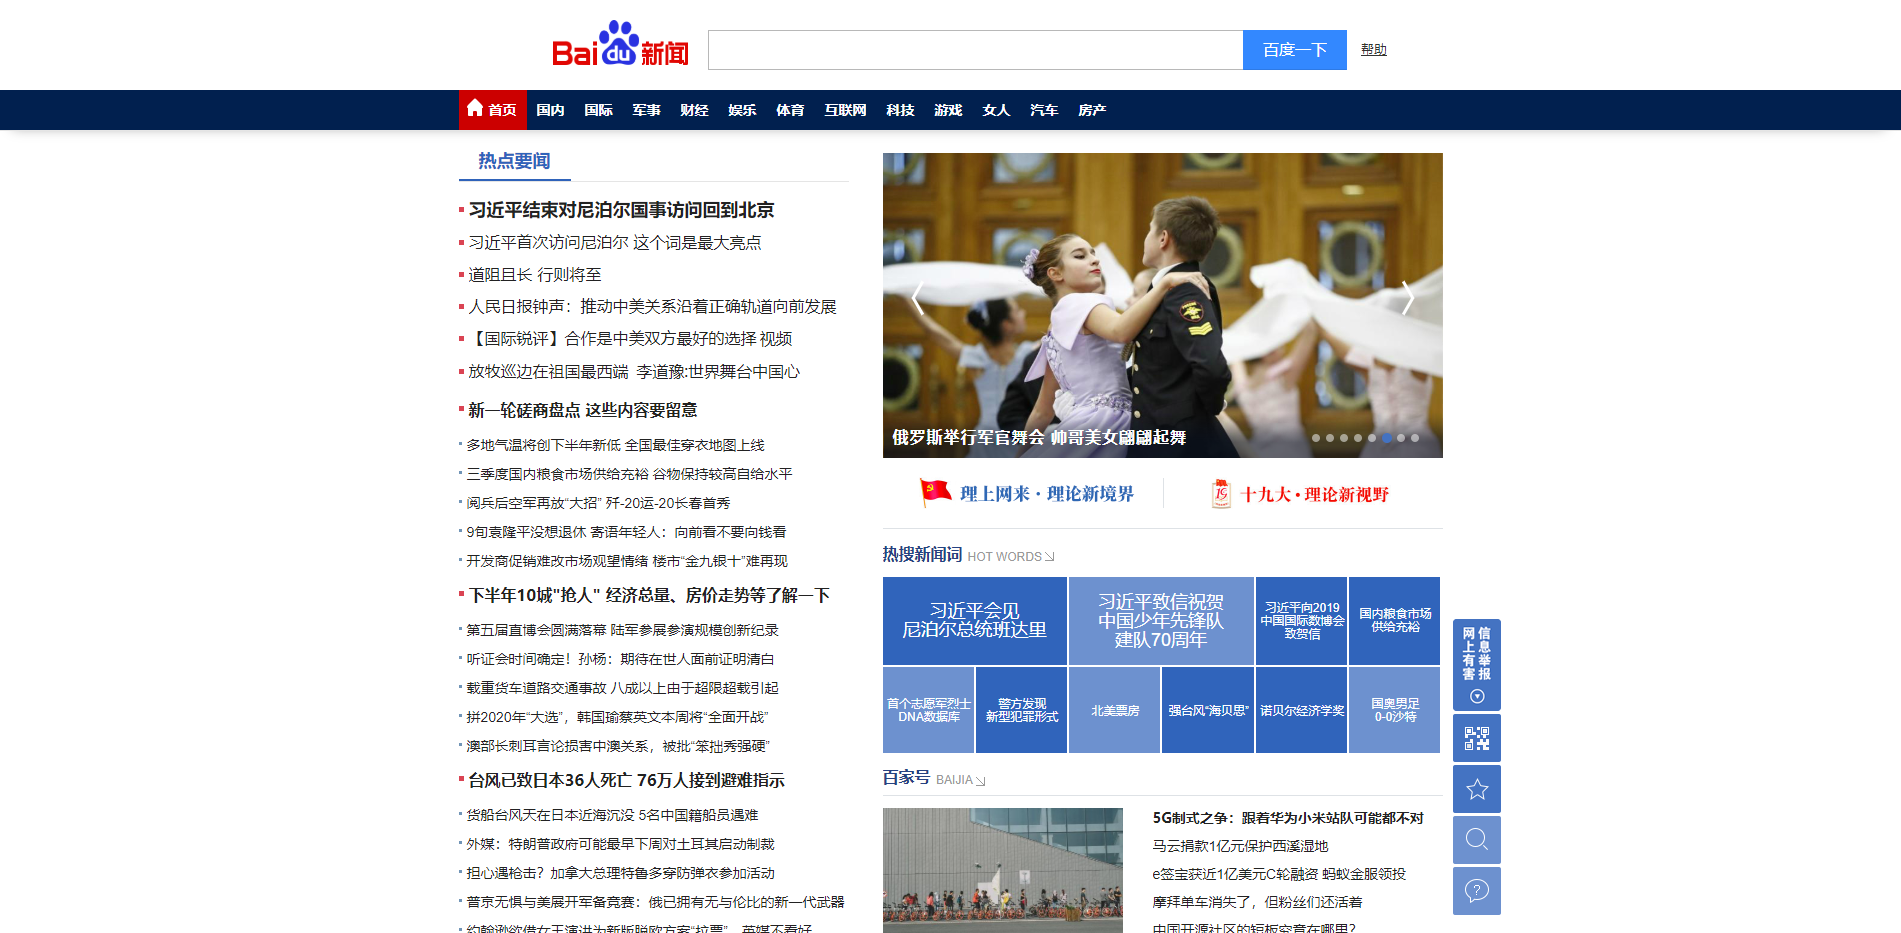 Bai du 新闻
百度一下
帮助
首页 国内 国际 军事 财经 娱乐 体育 互联网 科技 游戏 女人 汽车 房产
热点要闻
习近平结束对尼泊尔国事访问回到北京
习近平首次访问尼泊尔 这个词是最大亮点
道阻且长 行则将至
人民日报钟声：推动中美关系沿着正确轨道向前发展
【国际锐评】合作是中美双方最好的选择 视频
放牧巡边在祖国最西端 李道豫:世界舞台中国心
新一轮磋商盘点 这些内容要留意
多地气温将创下半年新低 全国最佳穿衣地图上线
三季度国内粮食市场供给充裕 谷物保持较高自给水平
阅兵后空军再放“大招” 歼-20运-20长春首秀
9旬袁隆平没想退休 寄语年轻人：向前看不要向钱看
开发商促销难改市场观望情绪 楼市“金九银十”难再现
下半年10城"抢人" 经济总量、房价走势等了解一下
第五届直博会圆满落幕 陆军参展参演规模创新纪录
听证会时间确定！孙杨：期待在世人面前证明清白
载重货车道路交通事故 八成以上由于超限超载引起
拼2020年“大选”，韩国瑜蔡英文本周将“全面开战”
澳部长刺耳言论损害中澳关系，被批“笨拙秀强硬”
台风已致日本36人死亡 76万人接到避难指示
货船台风天在日本近海沉没 5名中国籍船员遇难
外媒：特朗普政府可能最早下周对土耳其启动制裁
担心遇枪击？加拿大总理特鲁多穿防弹衣参加活动
普京无惧与美展开军备竞赛：俄已拥有无与伦比的新一代武器
约翰逊欲借女王演讲为新版脱欧方案“拉票”，英媒不看好
俄罗斯举行军官舞会 帅哥美女翩翩起舞
理上网来·理论新境界
19
十九大·理论新视野
热搜新闻词 HOT WORDS
习近平会见
尼泊尔总统班达里
习近平致信祝贺
中国少年先锋队
建队70周年
习近平向2019
中国国际数博会
致贺信
国内粮食市场
供给充裕
首个志愿军烈士
DNA数据库
警方发现
新型犯罪形式
北美票房
强台风“海贝思”
诺贝尔经济学奖
国奥男足
0-0沙特
百家号 BAIJIA
5G制式之争：跟着华为小米站队可能都不对
马云捐款1亿元保护西溪湿地
e签宝获近1亿美元C轮融资 蚂蚁金服领投
摩拜单车消失了，但粉丝们还活着
中国开源社区的短板究竟在哪里?
网上有害
信息举报